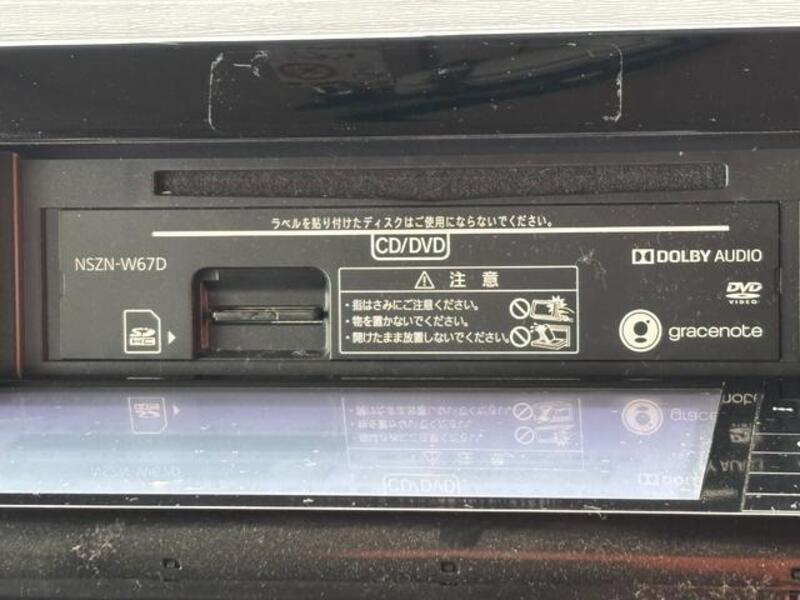 ラベルを貼り付けたディスクはご使用にならないでください。
CD/DVD
NSZN-W67D
SD
HC
注 意
・指はさみにご注意ください。
・物を置かないでください。
・開けたまま放置しないでください。
DOLBY AUDIO
DVD
VIDEO
gracenote